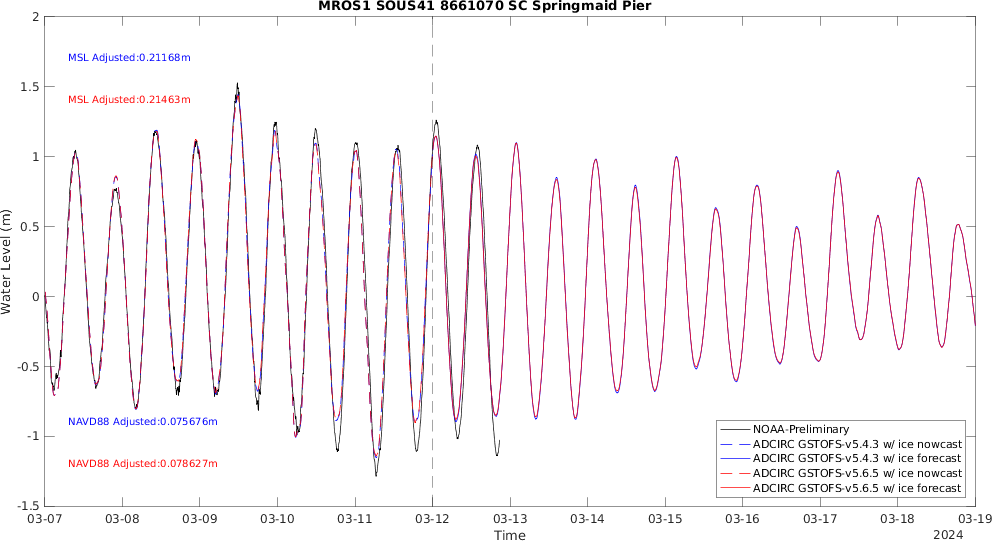 MROS1 SOUS41 8661070 SC Springmaid Pier
2
1.5
1
0.5
0
-0.5
-1
-1.5
Water Level (m)
MSL Adjusted:0.21168m
MSL Adjusted:0.21463m
NAVD88 Adjusted:0.075676m
NAVD88 Adjusted:0.078627m
NOAA-Preliminary
ADCIRC GSTOFS-v5.4.3 w/ ice nowcast
ADCIRC GSTOFS-v5.4.3 w/ ice forecast
ADCIRC GSTOFS-v5.6.5 w/ ice nowcast
ADCIRC GSTOFS-v5.6.5 w/ ice forecast
03-07 03-08 03-09 03-10 03-11 03-12 03-13 03-14 03-15 03-16 03-17 03-18 03-19
Time
2024